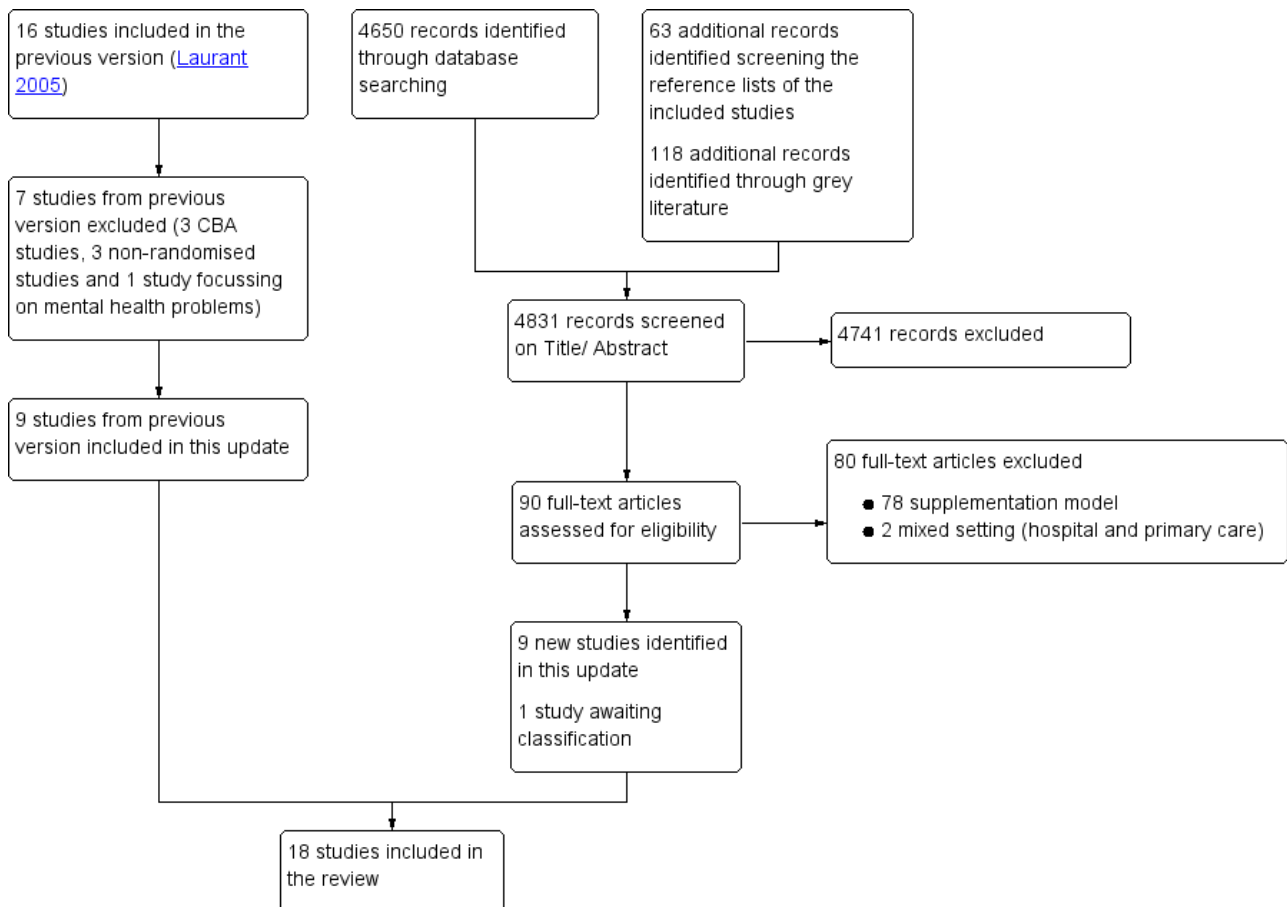 16 studies included in the
previous version (Laurant
2005)
4650 records identified
through database
searching
63 additional records
identified screening the
reference lists of the
included studies
118 additional records
identified through grey
literature
7 studies from previous
version excluded (3 CBA
studies, 3 non-randomised
studies and 1 study focussing
on mental health problems)
4831 records screened
on Title/ Abstract
4741 records excluded
9 studies from previous
version included in this update
90 full-text articles
assessed for eligibility
80 full-text articles excluded
● 78 supplementation model
● 2 mixed setting (hospital and primary care)
9 new studies identified
in this update
1 study awaiting
classification
18 studies included in
the review